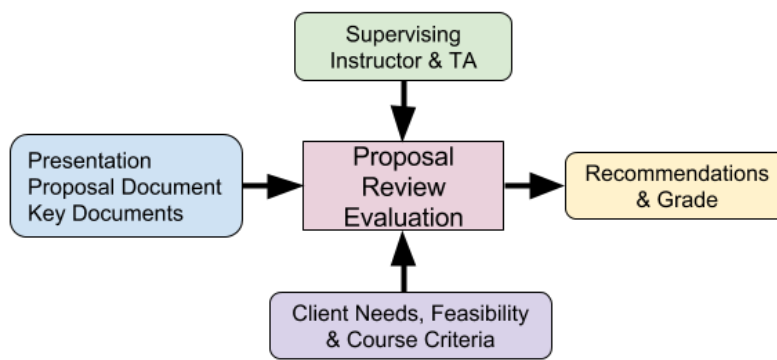 Supervising
Instructor & TA
Presentation
Proposal Document
Key Documents
Proposal
Review
Evaluation
Recommendations
& Grade
Client Needs, Feasibility
& Course Criteria